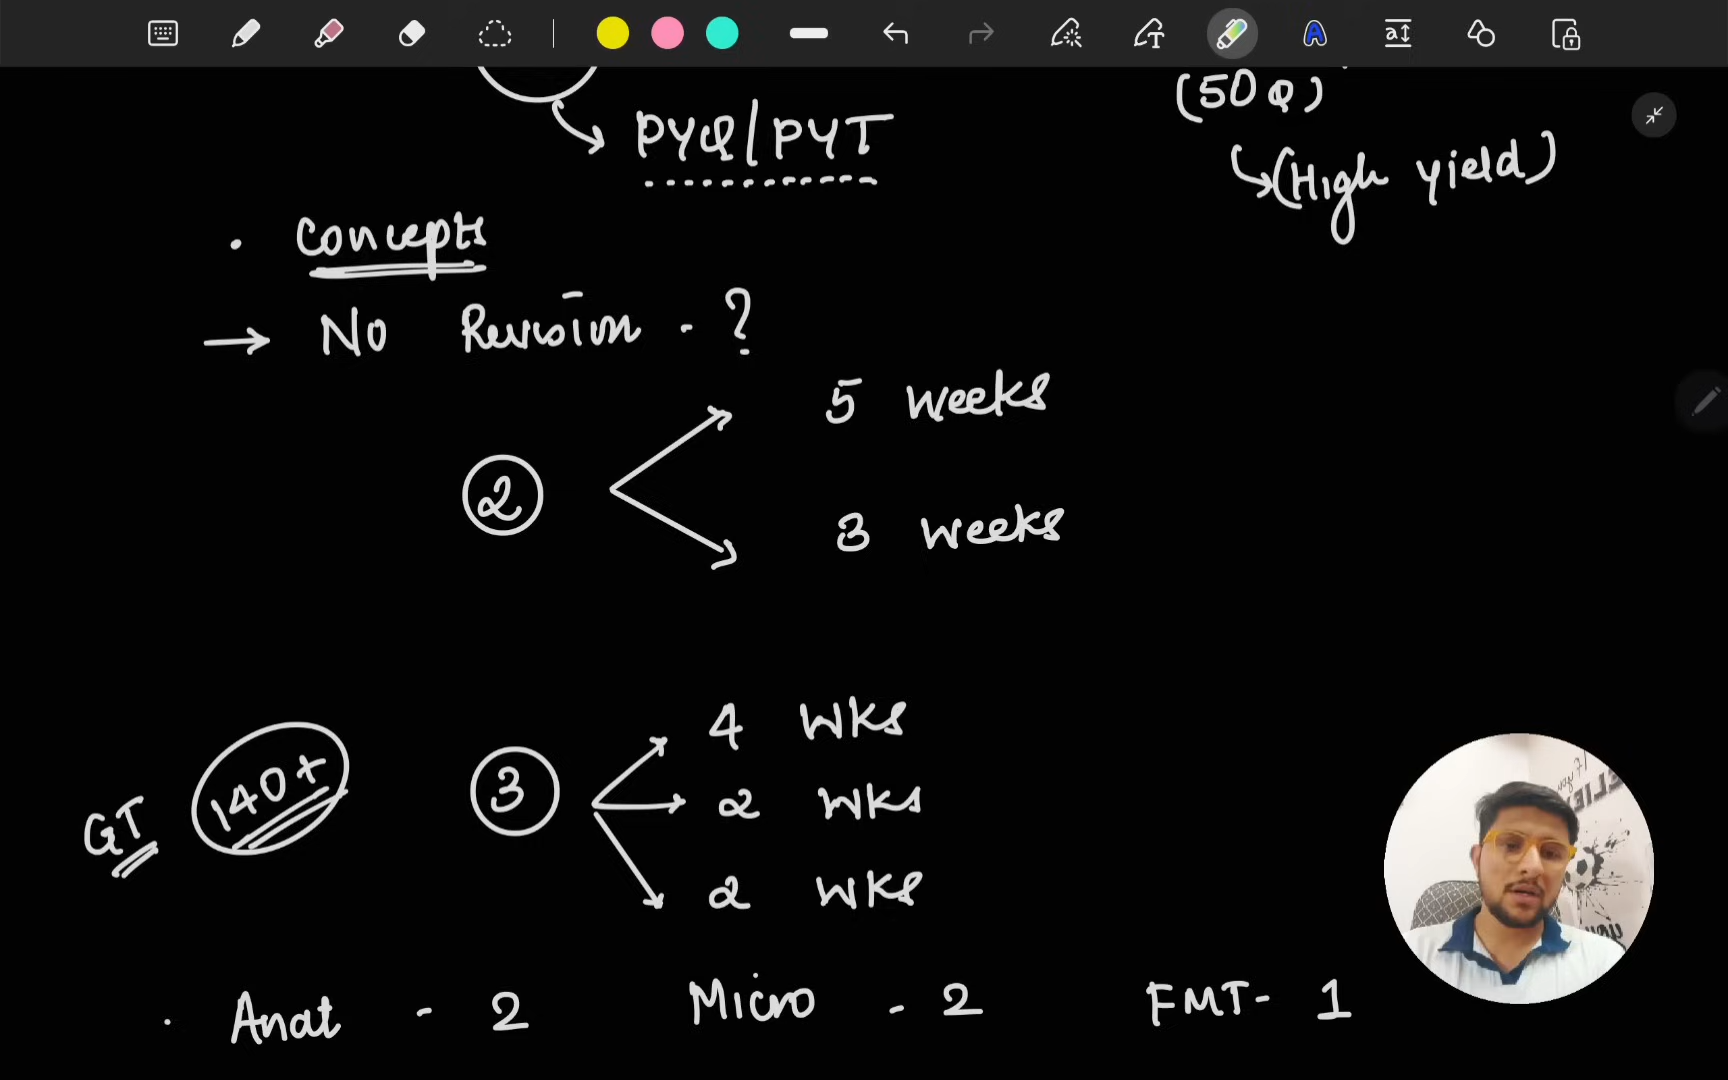 (50 Q)
PYQ/PYT
(High yield)
. Concepts
→ No Revision - ?
5 weeks
2
3 weeks
4 wks
GT 140+ 3 2 wks
2 wks
. Anat - 2 Micro - 2 FMT- 1